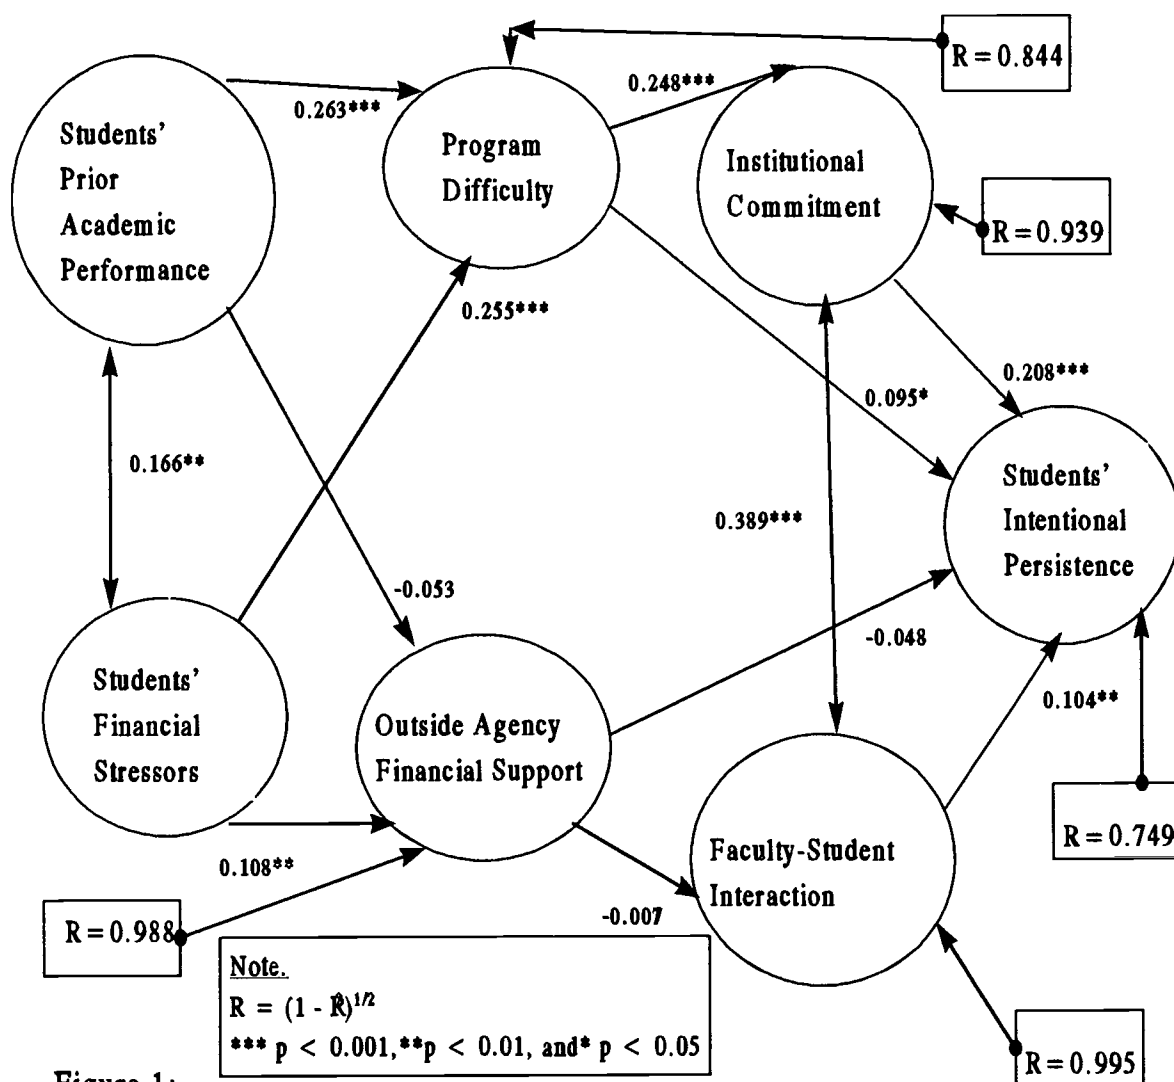 R = 0.844
0.263***
0.248***
Students'
Prior
Academic
Performance
Program
Difficulty
Institutional
Commitment
R = 0.939
0.255***
0.208***
0.095*
0.166**
Students'
Intentional
Persistence
0.389***
-0.053
-0.048
Students'
Financial
Stressors
Outside Agency
Financial Support
0.104**
R = 0.749
Faculty-Student
Interaction
0.108**
-0.007
R = 0.988
Note.
R = (1 - R̂)^1/2
*** p < 0.001,**p < 0.01, and* p < 0.05
R = 0.995
Figure 1: